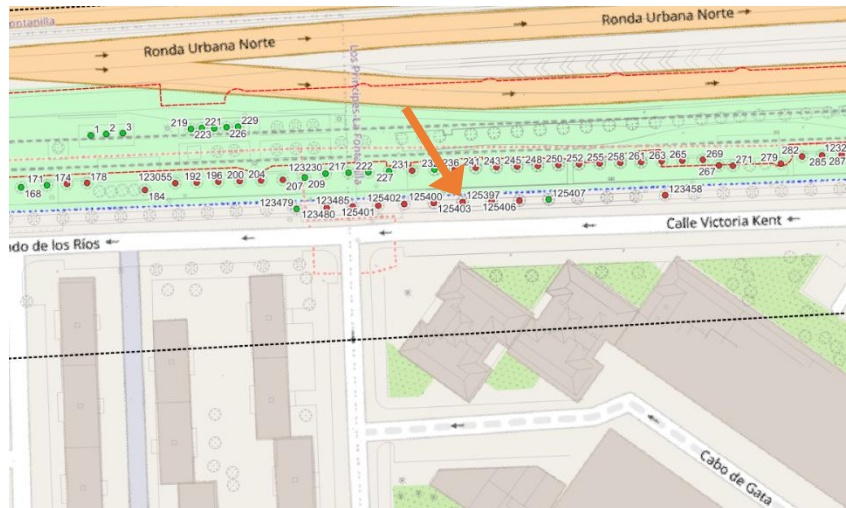 ontanilla
Ronda Urbana Norte
Ronda Urbana Norte
Los Príncipes-La Fontanilla
1 2 3 219 221 229
223 226
171 174 178 123055 192 196 200 204 123230 217 222 231 236 241 243 245 248 250 252 255 258 261 263 265 269 282 1232
168 184 207 209 227 267 271 279 285 287
123479 123485 125402 125400 125397 125407 123458
123480 125401 125403 125406
Calle Victoria Kent
ndo de los Ríos
Cabo de Gata